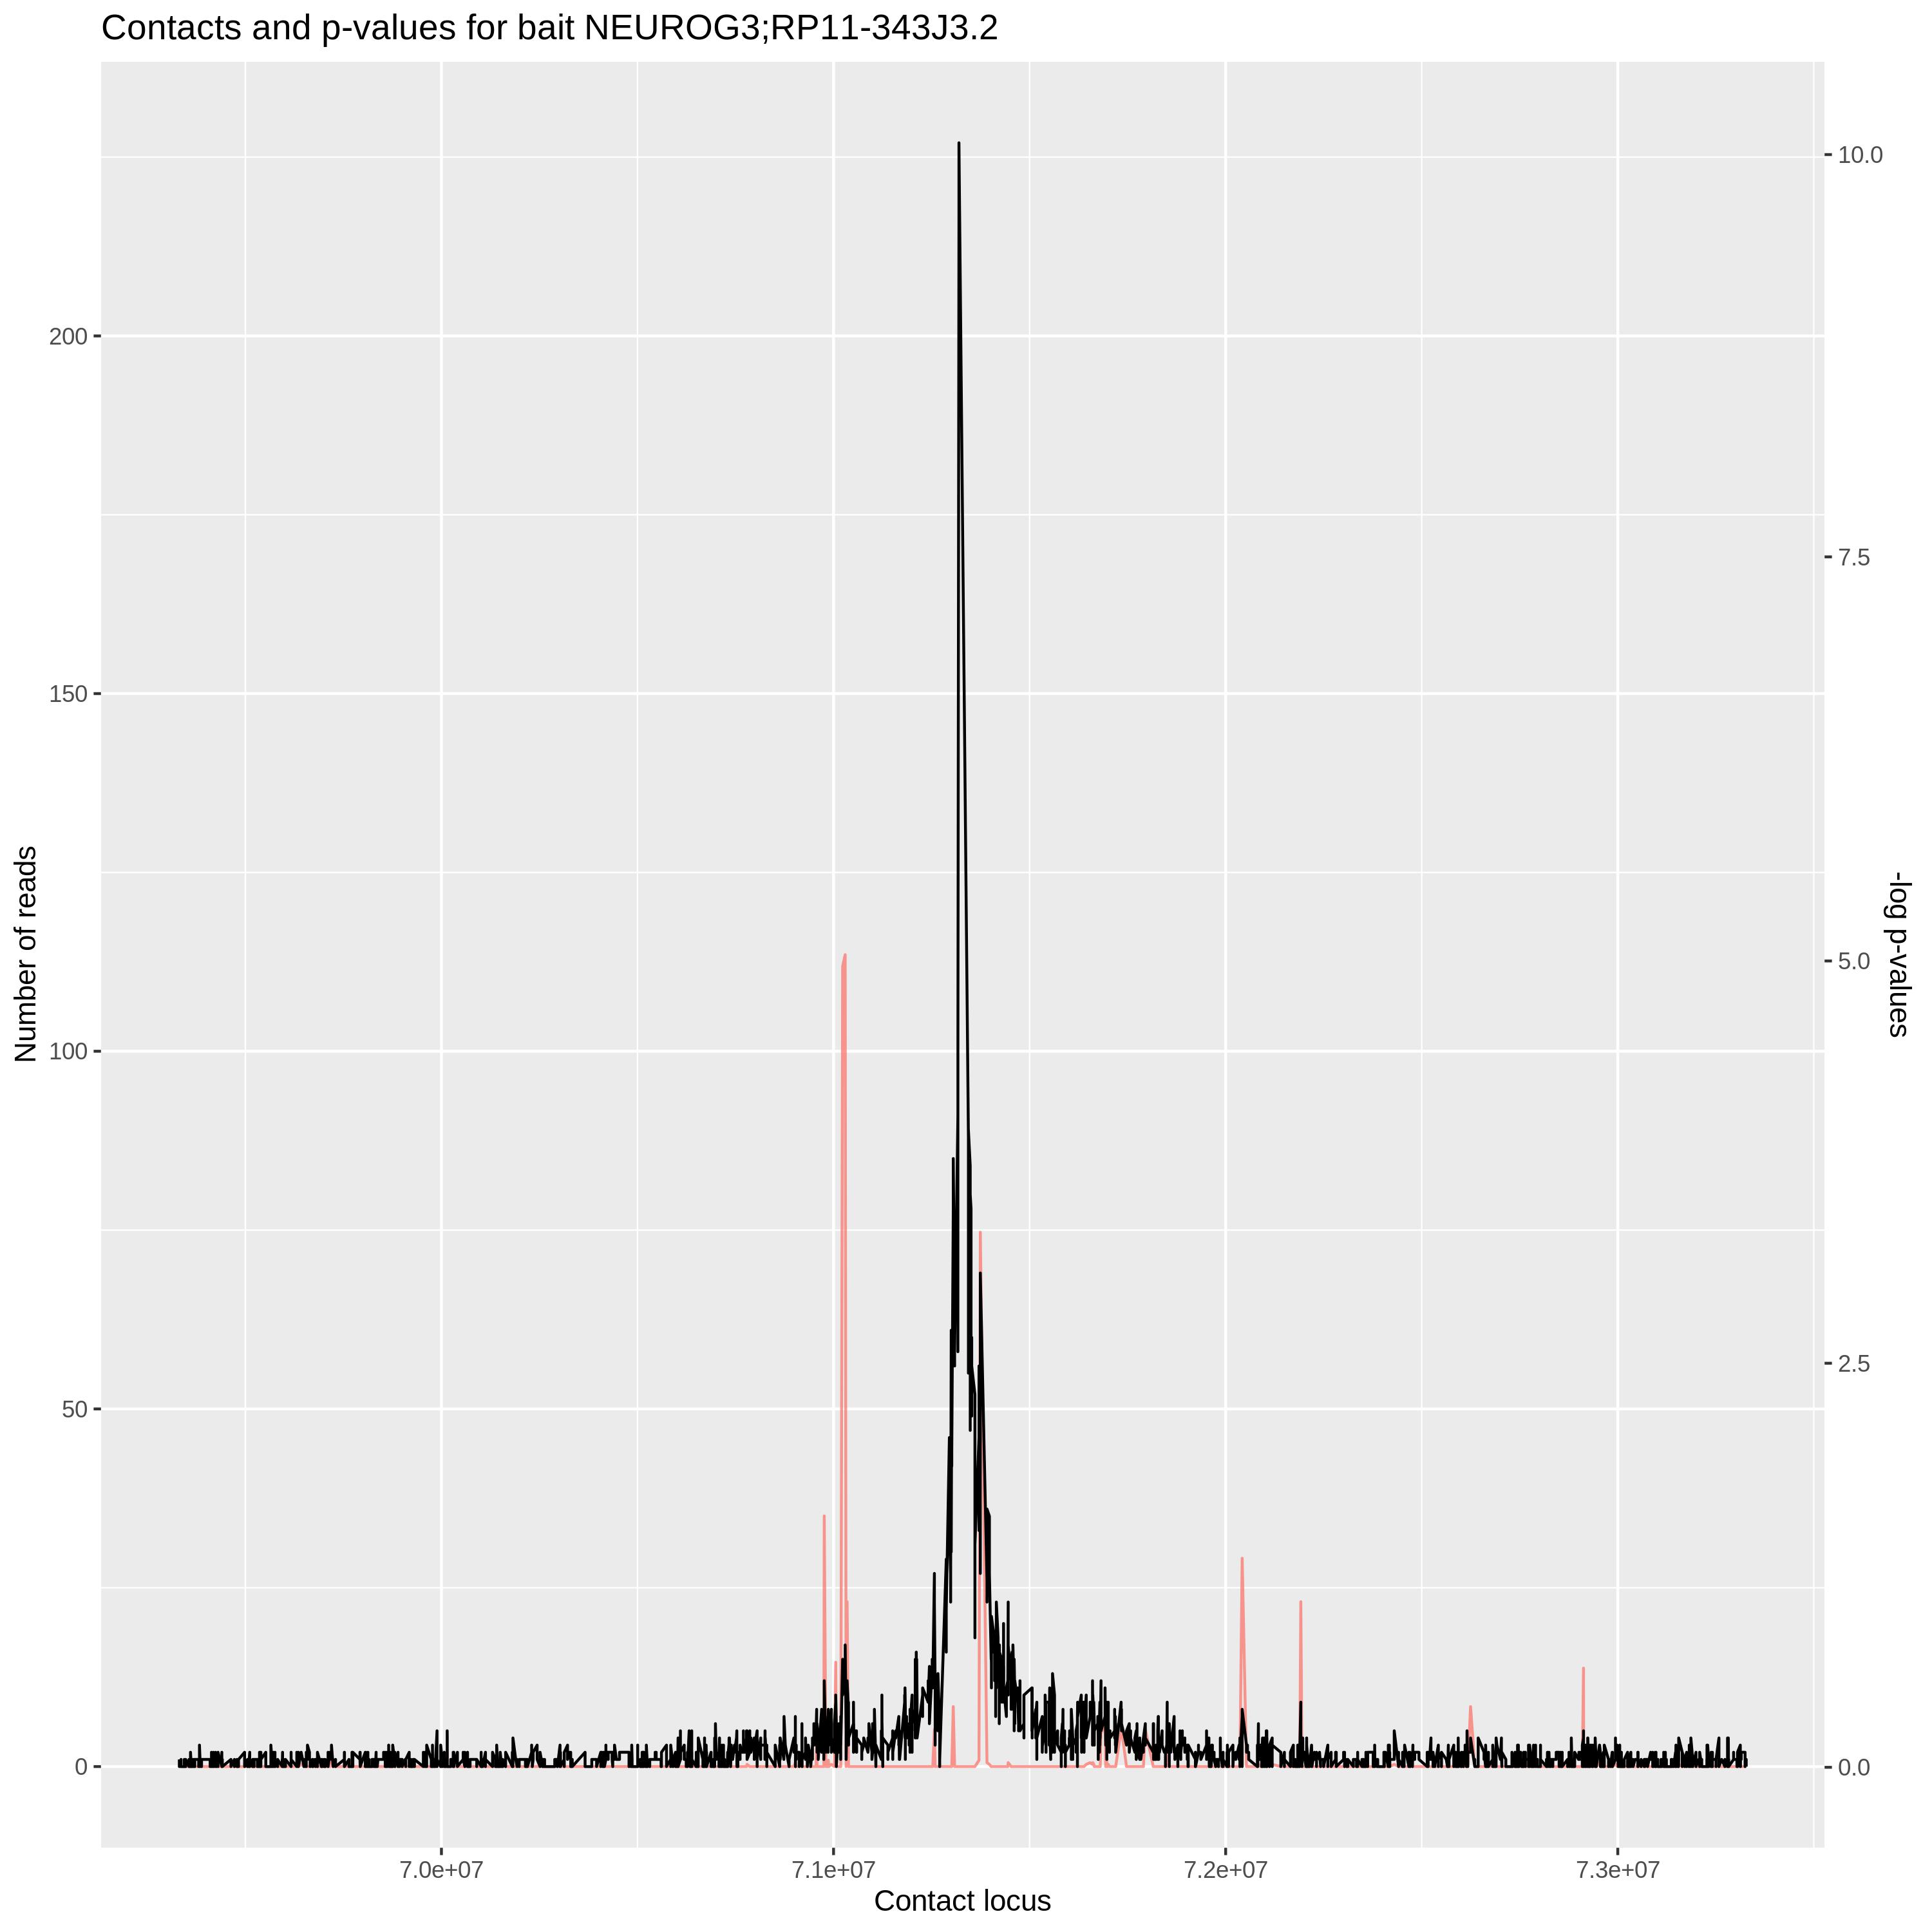 Contacts and p-values for bait NEUROG3;RP11-343J3.2
Number of reads
200
150
100
50
0
10.0
7.5
5.0
2.5
0.0
-log p-values
7.0e+07
7.1e+07
7.2e+07
7.3e+07
Contact locus